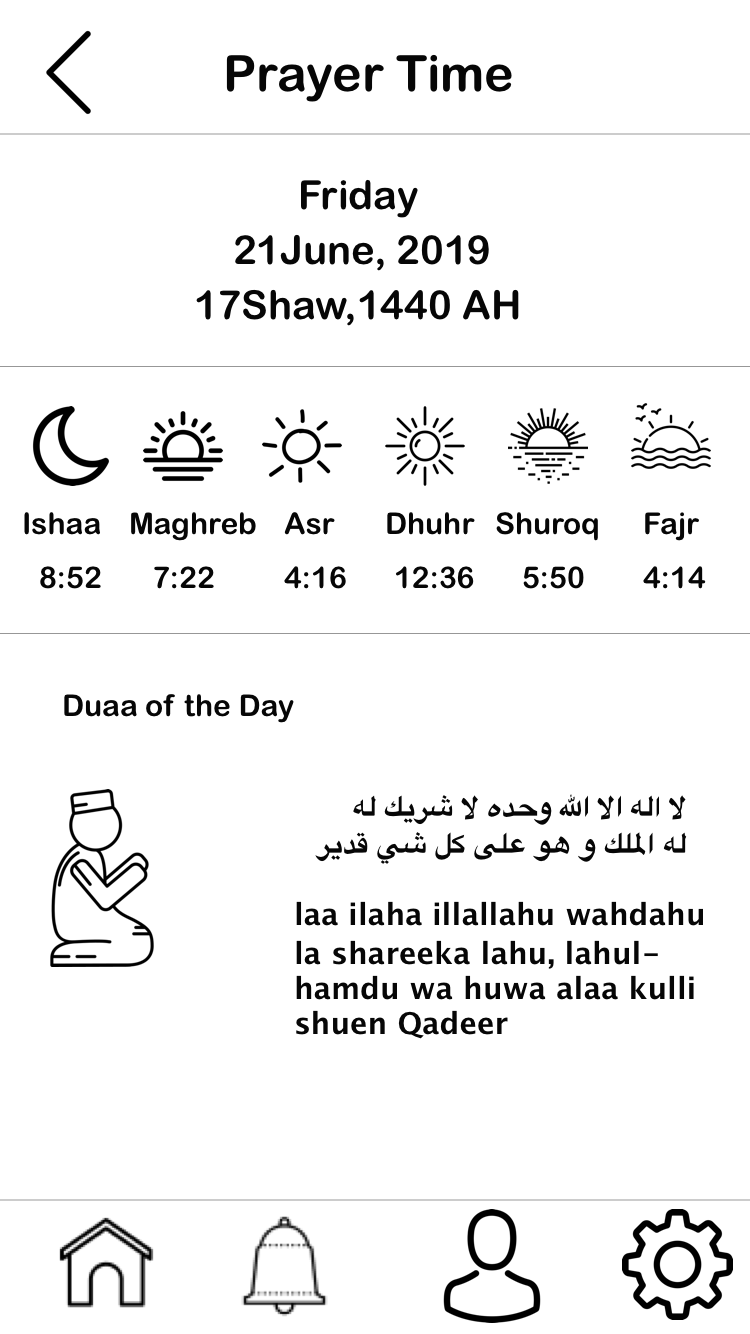 Prayer Time
Friday
21June, 2019
17Shaw,1440 AH
Ishaa Maghreb Asr Dhuhr Shuroq Fajr
8:52 7:22 4:16 12:36 5:50 4:14
Duaa of the Day
لا اله الا الله وحده لا شريك له
له الملك و هو على كل شي قدير
laa ilaha illallahu wahdahu
la shareeka lahu, lahul-
hamdu wa huwa alaa kulli
shuen Qadeer